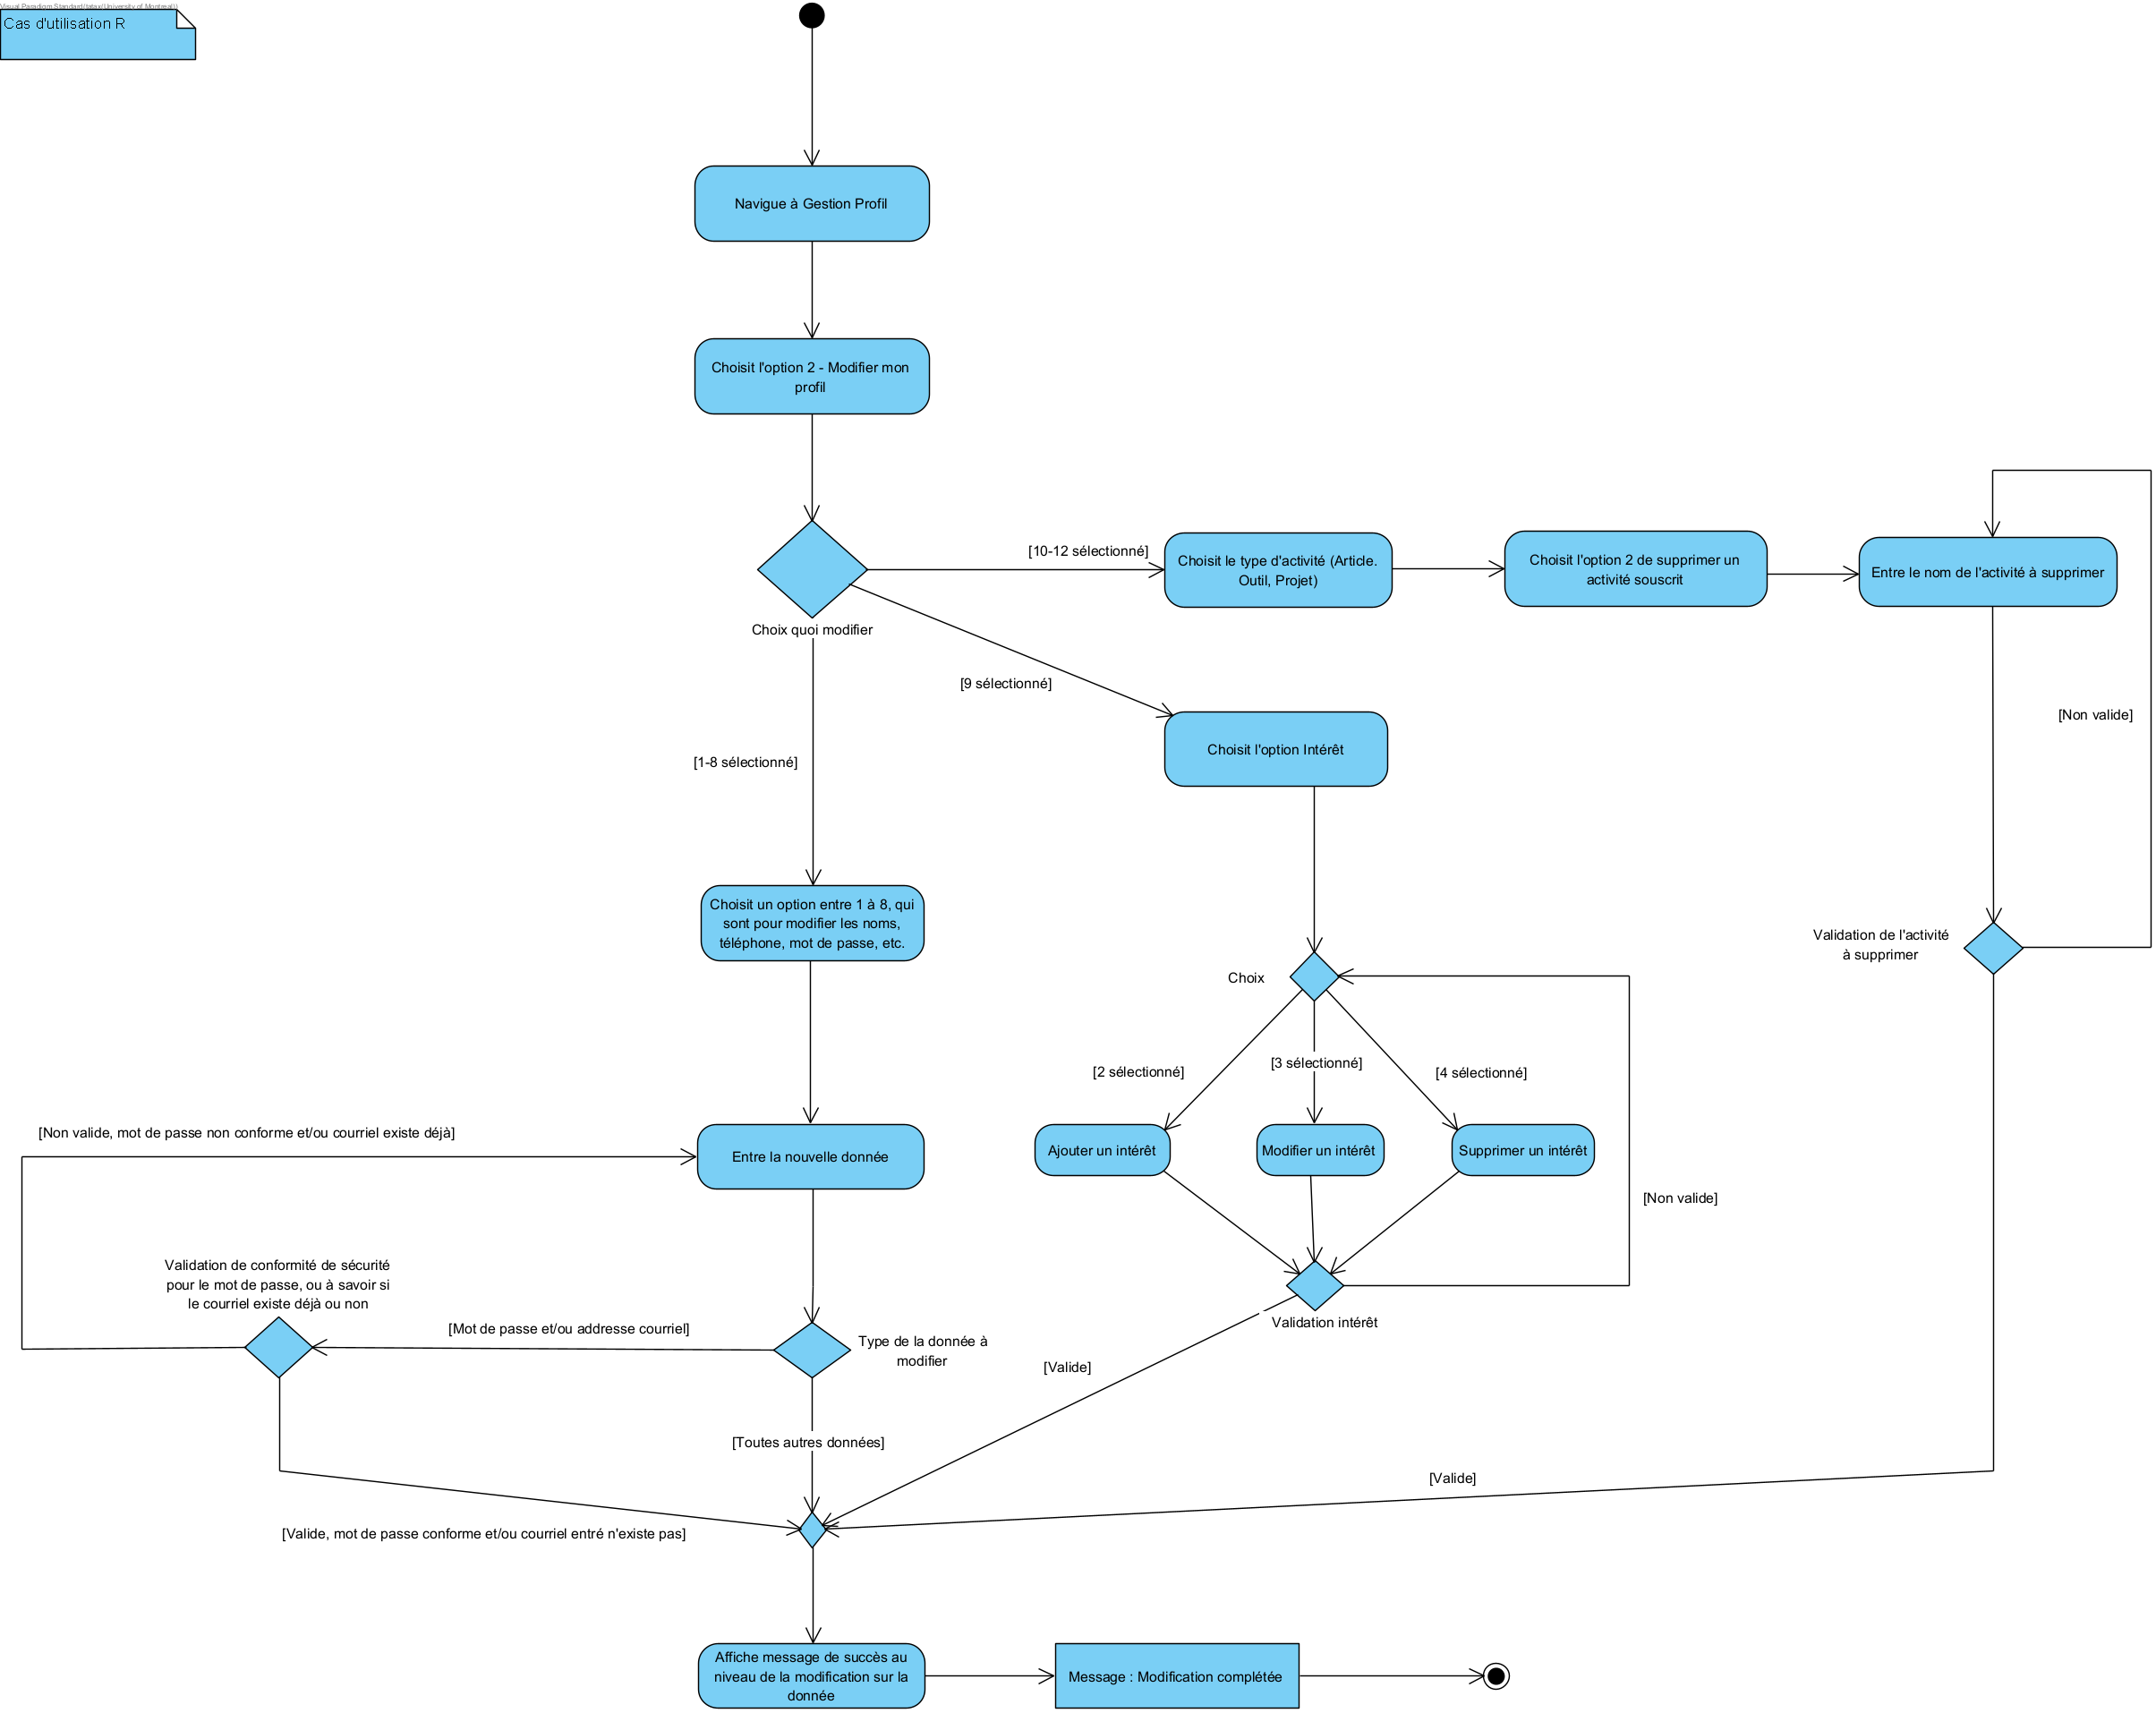 Visual Paradigm Standard(tatax(University of Montreal))
Cas d'utilisation R
Navigue à Gestion Profil
Choisit l'option 2 - Modifier mon
profil
[10-12 sélectionné]
Choisit le type d'activité (Article.
Outil, Projet)
Choisit l'option 2 de supprimer un
activité souscrit
Entre le nom de l'activité à supprimer
Choix quoi modifier
[9 sélectionné]
[Non valide]
Choisit l'option Intérêt
[1-8 sélectionné]
Choisit un option entre 1 à 8, qui
sont pour modifier les noms,
téléphone, mot de passe, etc.
Validation de l'activité
à supprimer
Choix
[2 sélectionné]
[3 sélectionné]
[4 sélectionné]
[Non valide, mot de passe non conforme et/ou courriel existe déjà]
Entre la nouvelle donnée
Ajouter un intérêt
Modifier un intérêt
Supprimer un intérêt
[Non valide]
Validation de conformité de sécurité
pour le mot de passe, ou à savoir si
le courriel existe déjà ou non
[Mot de passe et/ou addresse courriel]
Type de la donnée à
modifier
Validation intérêt
[Valide]
[Toutes autres données]
[Valide]
[Valide, mot de passe conforme et/ou courriel entré n'existe pas]
Affiche message de succès au
niveau de la modification sur la
donnée
Message : Modification complétée